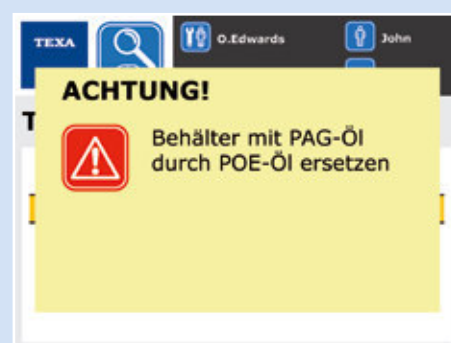 TEXA
O.Edwards
John
ACHTUNG!
T
Behälter mit PAG-Öl
durch POE-Öl ersetzen